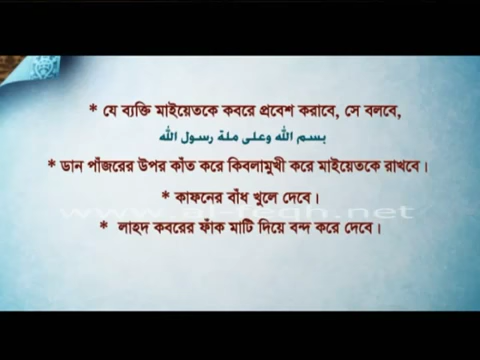 * যে ব্যক্তি মাইয়েতকে কবরে প্রবেশ করাবে, সে বলবে,
بسم الله وعلى ملة رسول الله
* ডান পাঁজরের উপর কাঁত করে কিবলামুখী করে মাইয়েতকে রাখবে।
* কাফনের বাঁধ খুলে দেবে।
* লাহদ কবরের ফাঁক মাটি দিয়ে বন্দ করে দেবে।